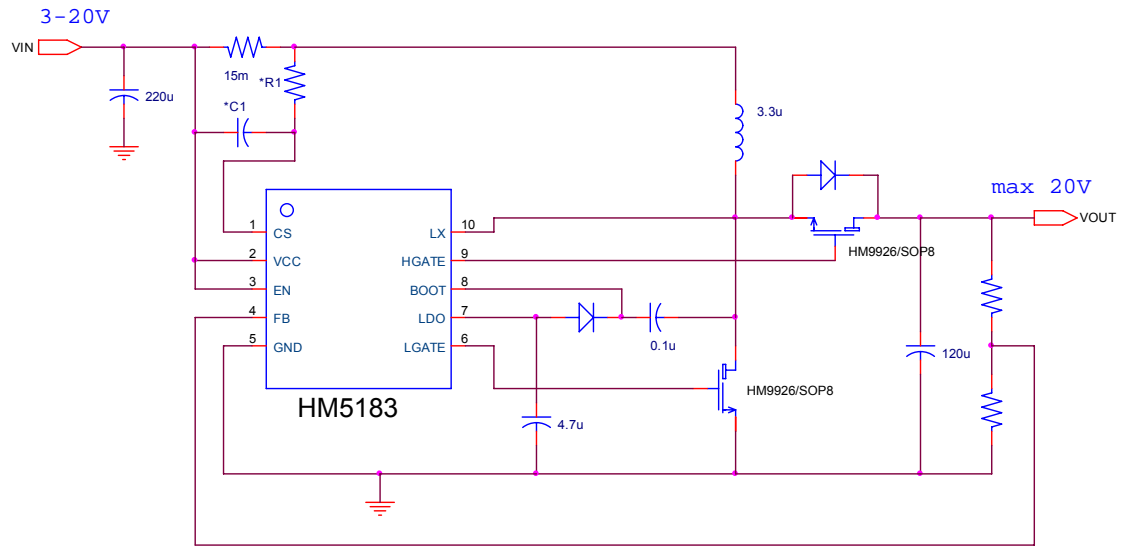 3-20V
VIN
15m
*R1
220u
*C1
3.3u
max 20V
VOUT
1 CS LX 10
2 VCC HGATE 9
3 EN BOOT 8
4 FB LDO 7
5 GND LGATE 6
HM9926/SOP8
0.1u
120u
HM9926/SOP8
HM5183
4.7u